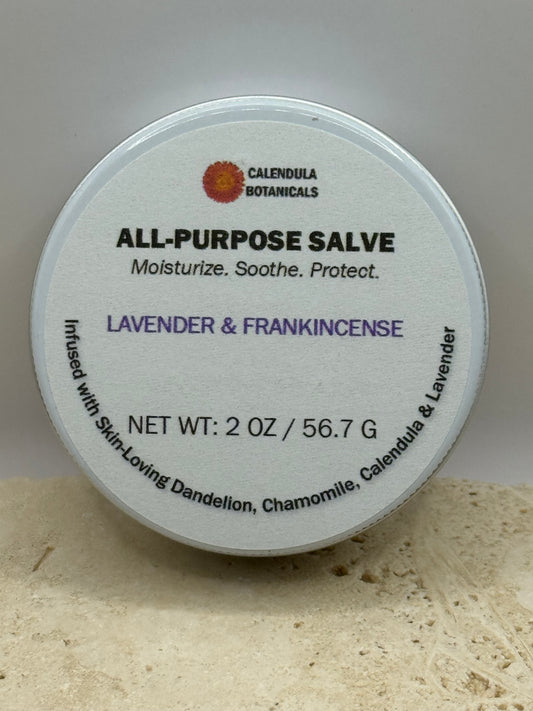 CALENDULA
BOTANICALS
ALL-PURPOSE SALVE
Moisturize. Soothe. Protect.
LAVENDER & FRANKINCENSE
NET WT: 2 OZ / 56.7 G
Infused with Skin-Loving Dandelion, Chamomile, Calendula & Lavender